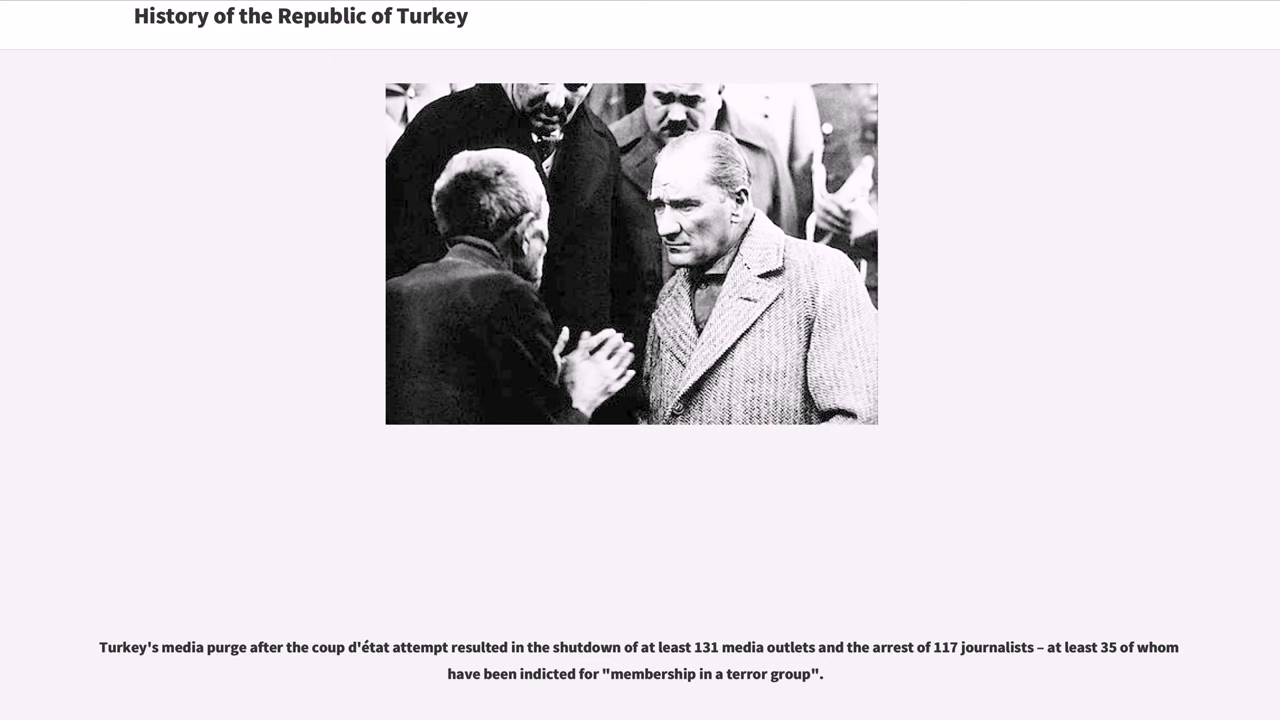 History of the Republic of Turkey
Turkey's media purge after the coup d'état attempt resulted in the shutdown of at least 131 media outlets and the arrest of 117 journalists – at least 35 of whom
have been indicted for "membership in a terror group".